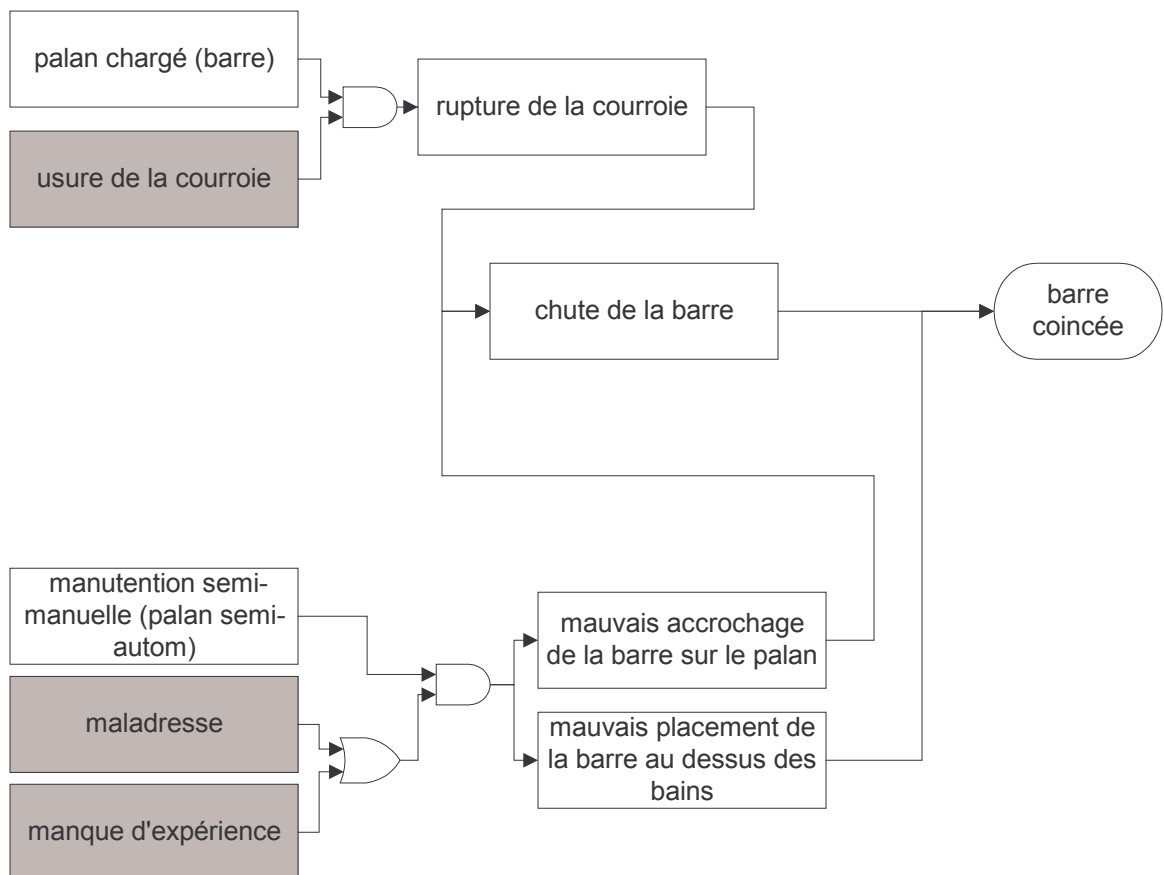 palan chargé (barre)
usure de la courroie
rupture de la courroie
chute de la barre
barre
coincée
manutention semi-
manuelle (palan semi-
autom)
maladresse
manque d'expérience
mauvais accrochage
de la barre sur le palan
mauvais placement de
la barre au dessus des
bains